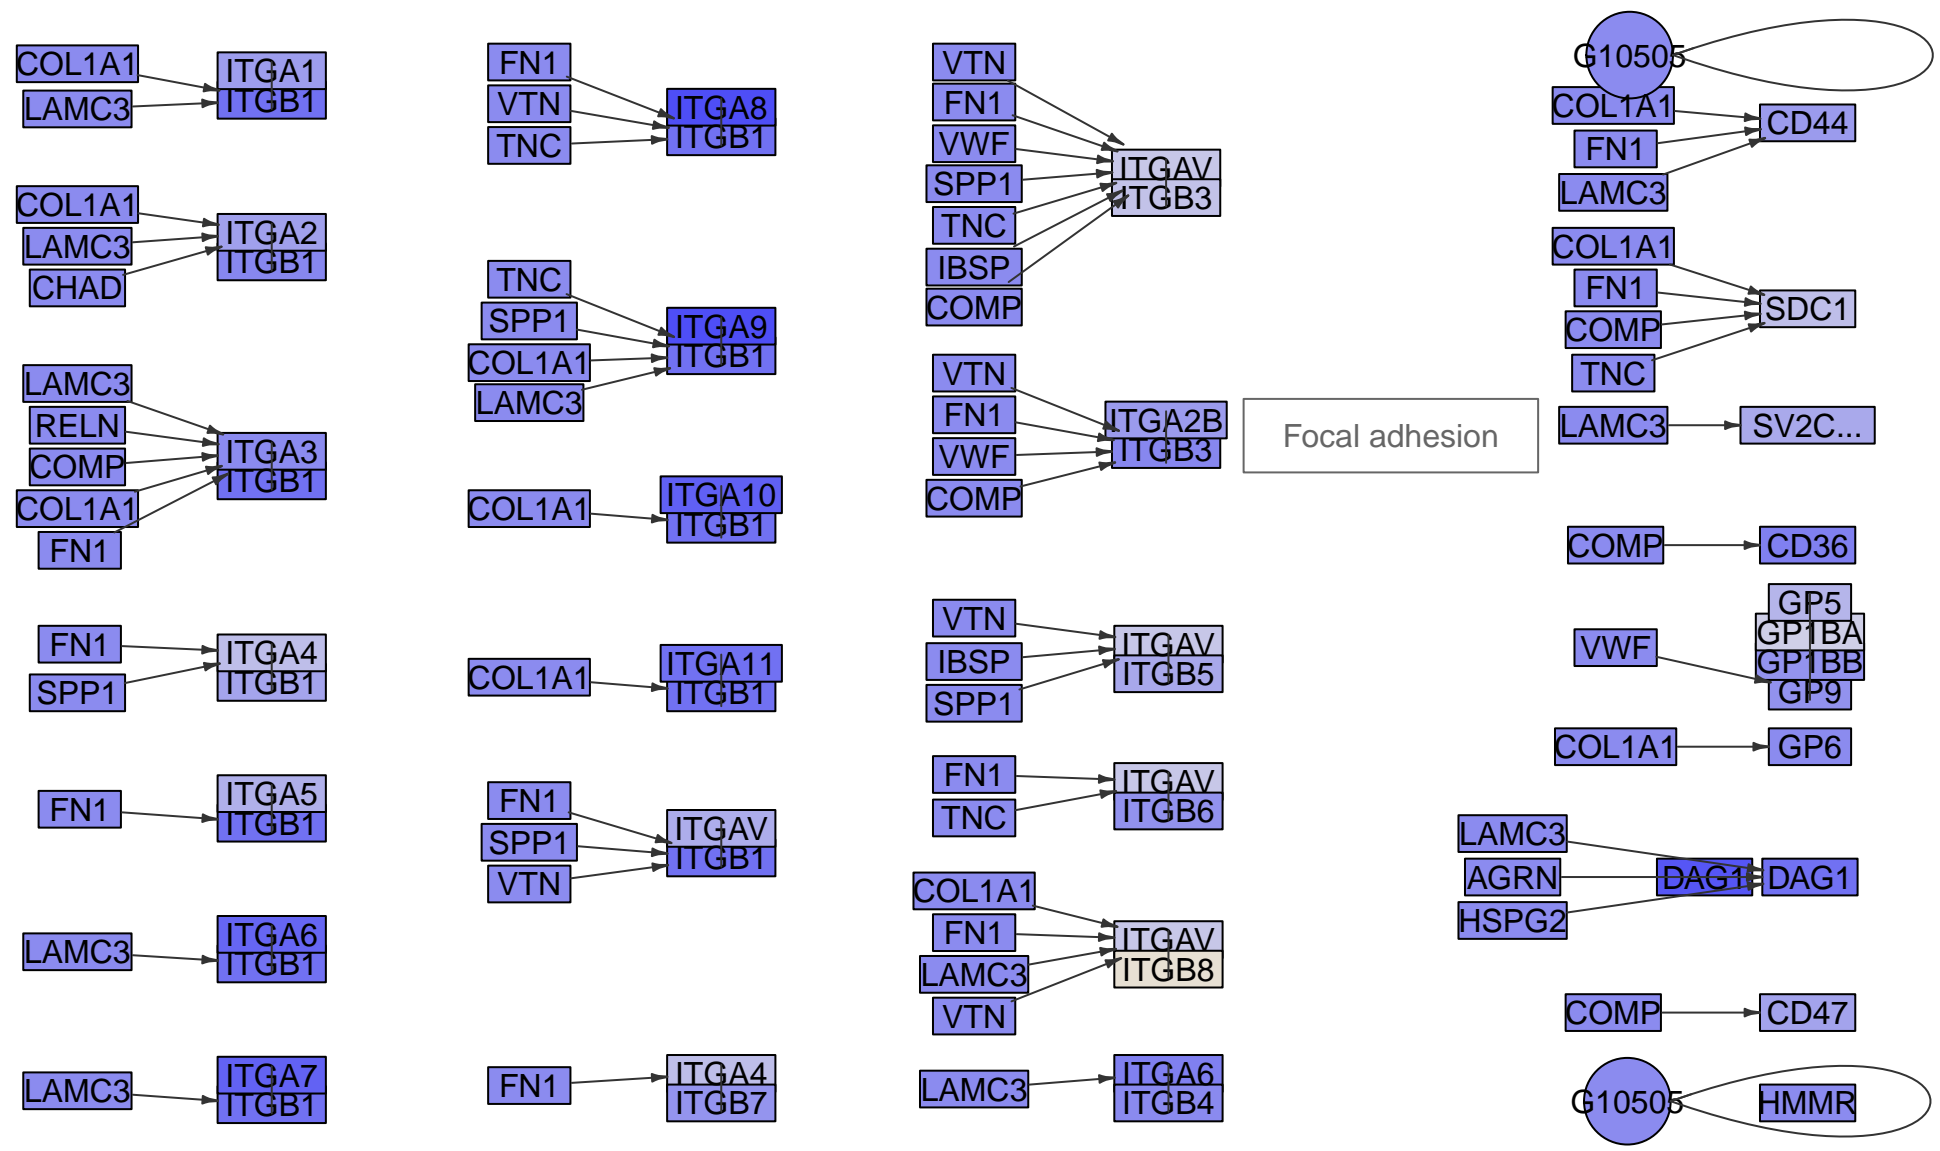 COL1A1
LAMC3
ITGA1
ITGB1
COL1A1
LAMC3
CHAD
ITGA2
ITGB1
LAMC3
RELN
COMP
COL1A1
FN1
ITGA3
ITGB1
FN1
SPP1
ITGA4
ITGB1
FN1
ITGA5
ITGB1
LAMC3
ITGA6
ITGB1
LAMC3
ITGA7
ITGB1
FN1
VTN
TNC
ITGA8
ITGB1
TNC
SPP1
COL1A1
LAMC3
ITGA9
ITGB1
COL1A1
ITGA10
ITGB1
COL1A1
ITGA11
ITGB1
FN1
SPP1
VTN
ITGAV
ITGB1
FN1
ITGA4
ITGB7
VTN
FN1
VWF
SPP1
TNC
IBSP
COMP
ITGAV
ITGB3
VTN
FN1
VWF
COMP
ITGA2B
ITGB3
VTN
IBSP
SPP1
ITGAV
ITGB5
FN1
TNC
ITGAV
ITGB6
COL1A1
FN1
LAMC3
VTN
ITGAV
ITGB8
LAMC3
ITGA6
ITGB4
Focal adhesion
G10505
COL1A1
FN1
LAMC3
CD44
COL1A1
FN1
COMP
TNC
SDC1
LAMC3
SV2C...
COMP
CD36
VWF
GP5
GP1BA
GP1BB
GP9
COL1A1
GP6
LAMC3
AGRN
HSPG2
DAG1
DAG1
COMP
CD47
G10505
HMMR